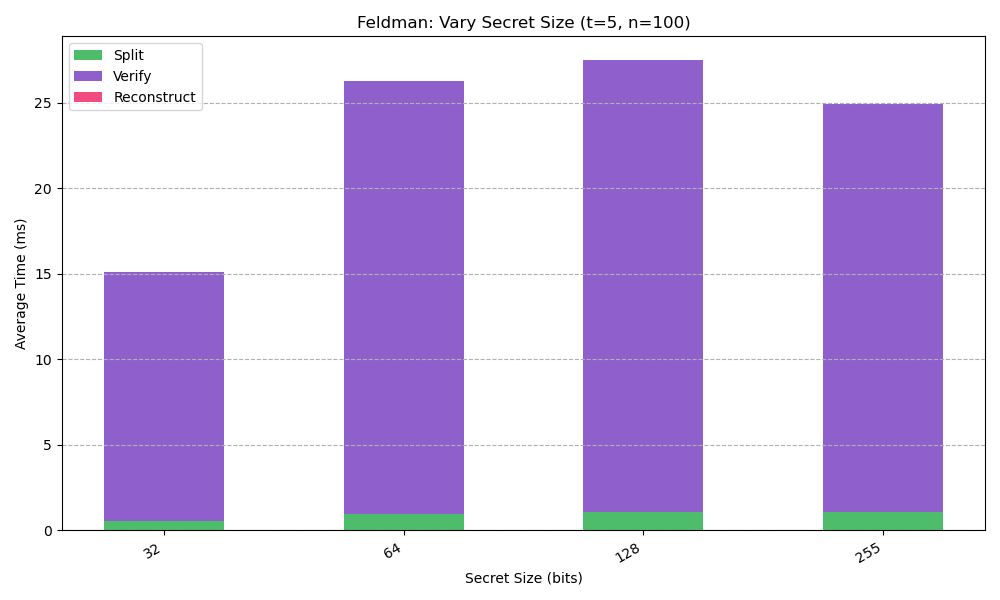 Feldman: Vary Secret Size (t=5, n=100)
Split
Verify
Reconstruct
25
20
15
10
5
0
Average Time (ms)
32
64
128
255
Secret Size (bits)